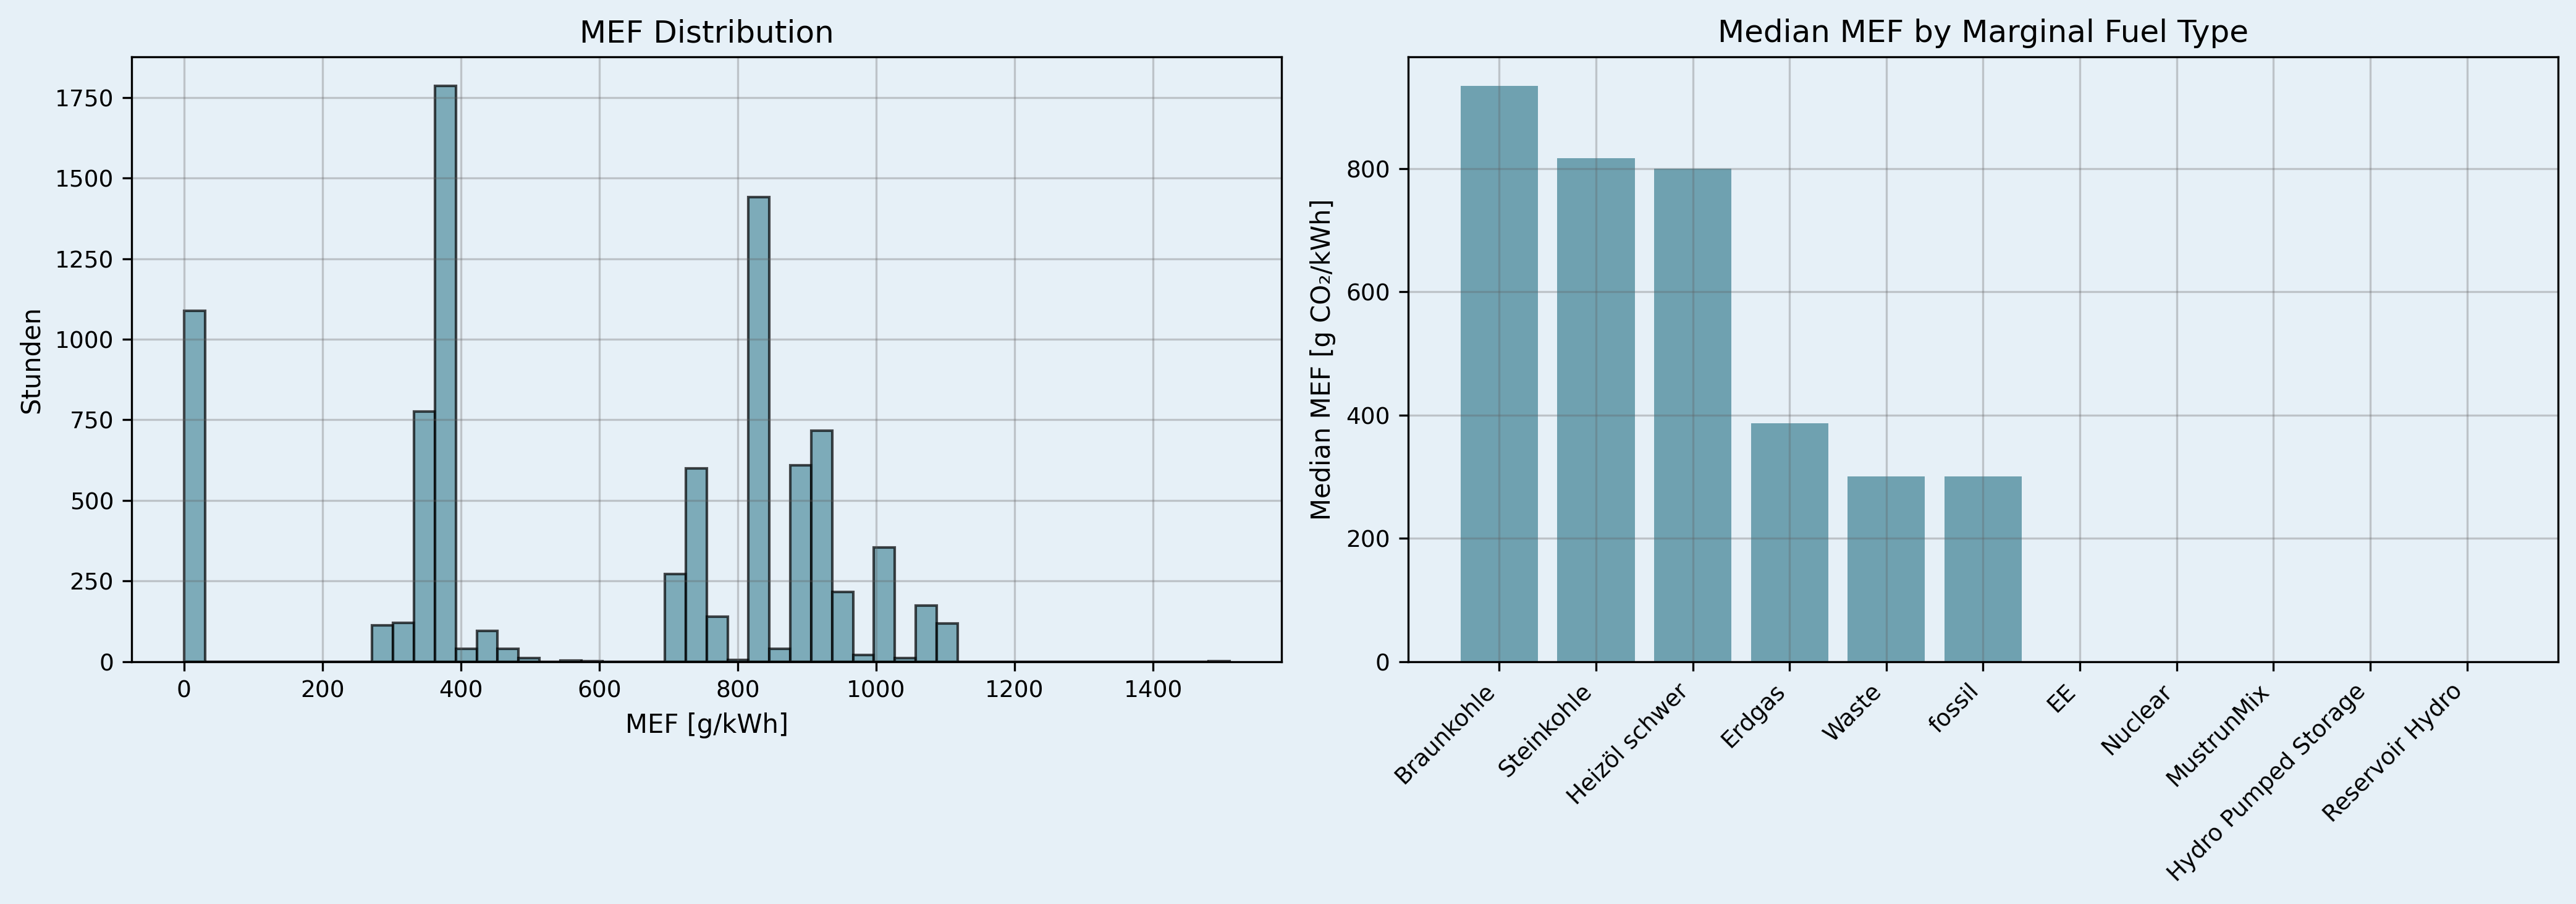 MEF Distribution
1750
1500
1250
1000
750
500
250
0
Stunden
0 200 400 600 800 1000 1200 1400
MEF [g/kWh]
Median MEF by Marginal Fuel Type
800
600
400
200
0
Median MEF [g CO₂/kWh]
Braunkohle
Steinkohle
Heizöl schwer
Erdgas
Waste
fossil
EE
Nuclear
MustrunMix
Hydro Pumped Storage
Reservoir Hydro